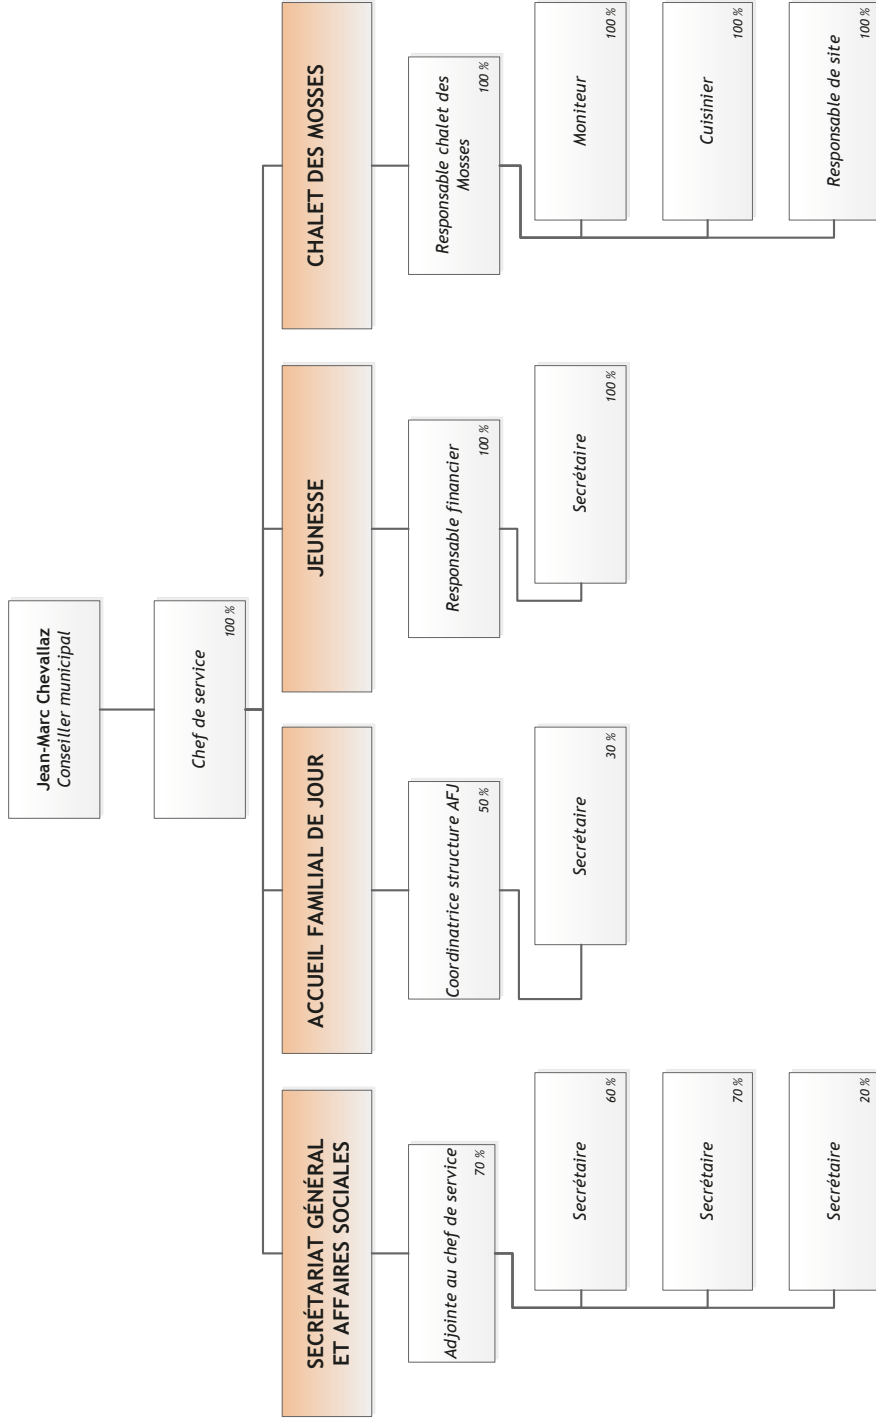 Jean-Marc Chevallaz
Conseiller municipal
Chef de service
100 %
SECRÉTARIAT GÉNÉRAL
ET AFFAIRES SOCIALES
Adjointe au chef de service
70 %
Secrétaire
60 %
Secrétaire
70 %
Secrétaire
20 %
ACCUEIL FAMILIAL DE JOUR
Coordinatrice structure AFJ
50 %
Secrétaire
30 %
JEUNESSE
Responsable financier
100 %
Secrétaire
100 %
CHALET DES MOSSES
Responsable chalet des
Mosses
100 %
Moniteur
100 %
Cuisinier
100 %
Responsable de site
100 %